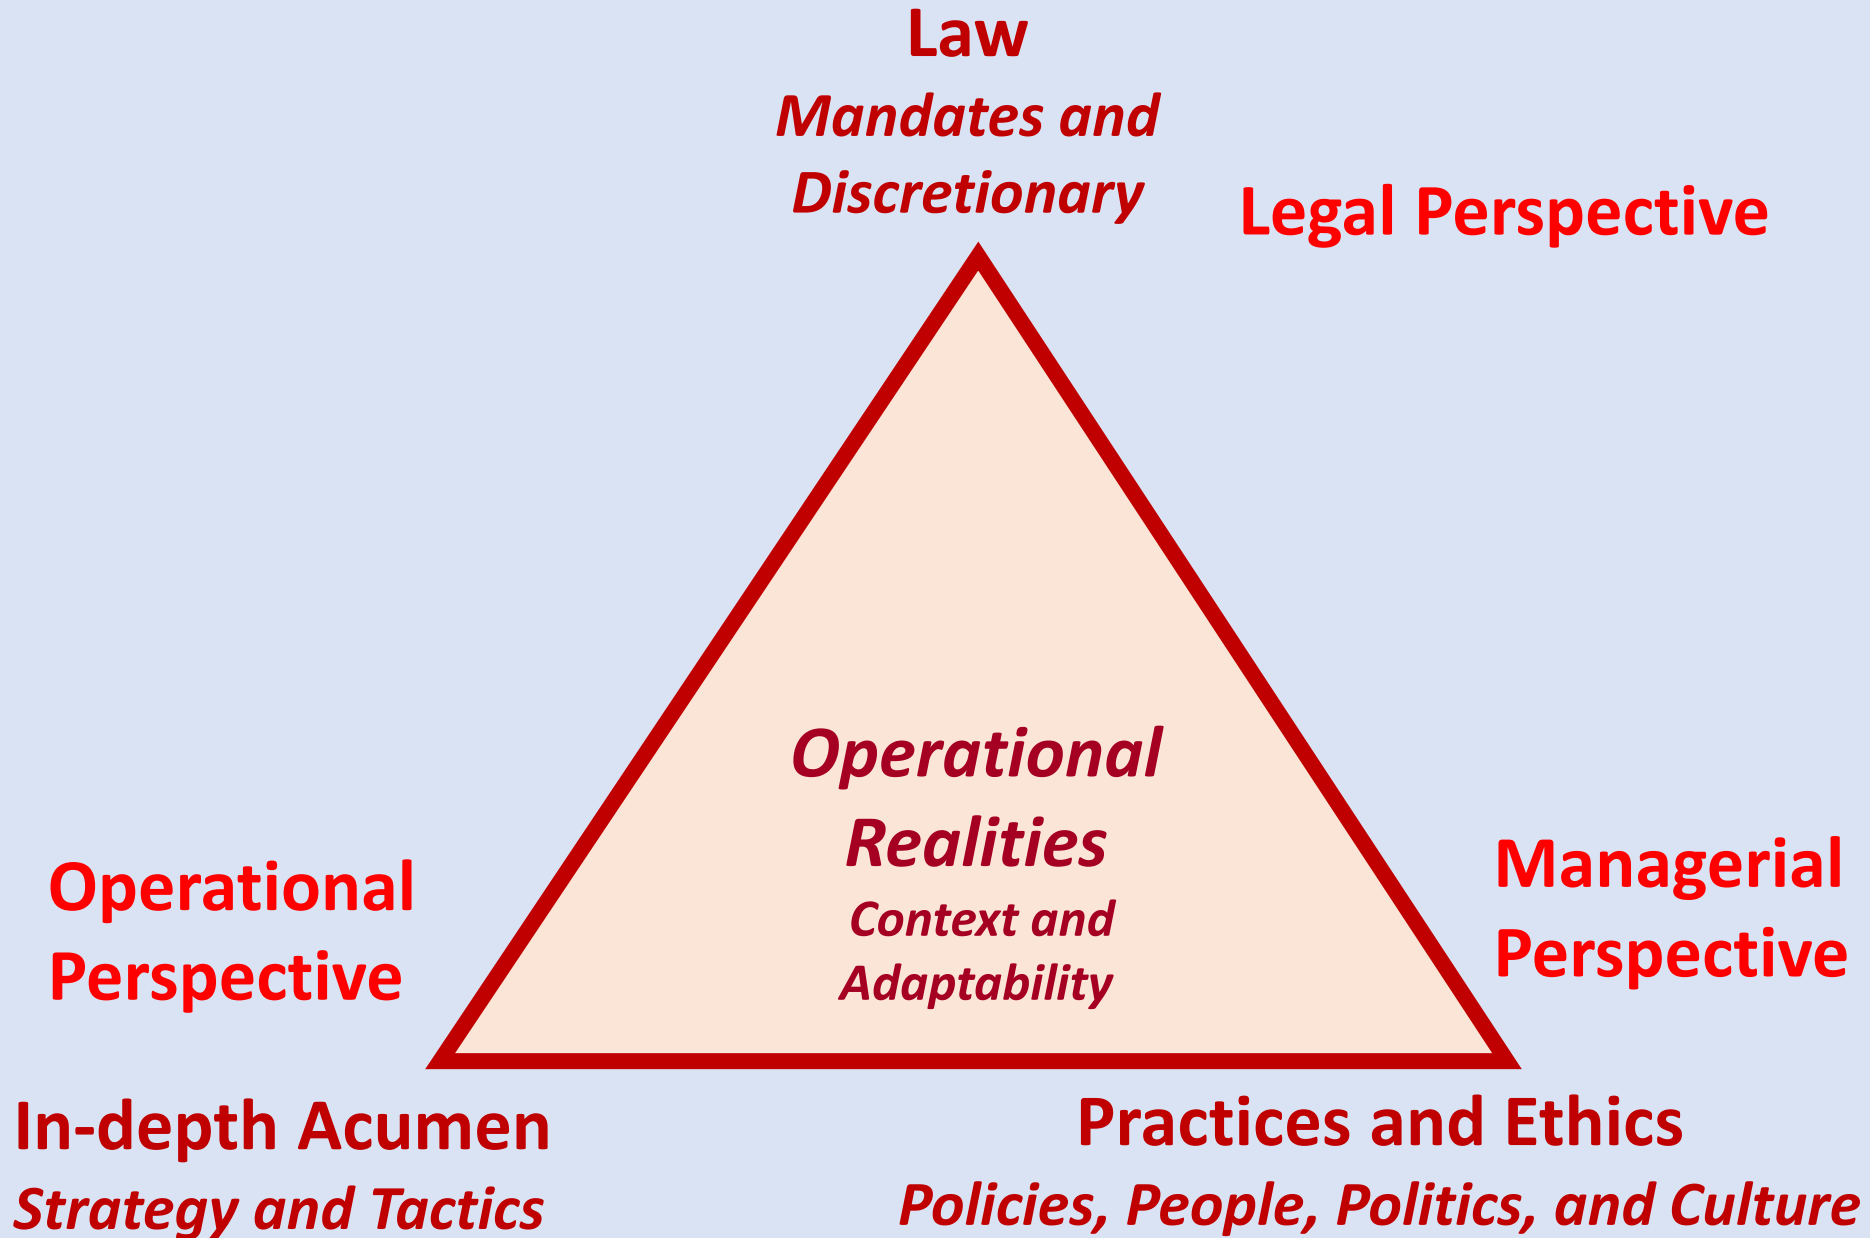 Law
Mandates and
Discretionary
Legal Perspective
Operational
Realities
Context and
Adaptability
Operational
Perspective
Managerial
Perspective
In-depth Acumen
Strategy and Tactics
Practices and Ethics
Policies, People, Politics, and Culture